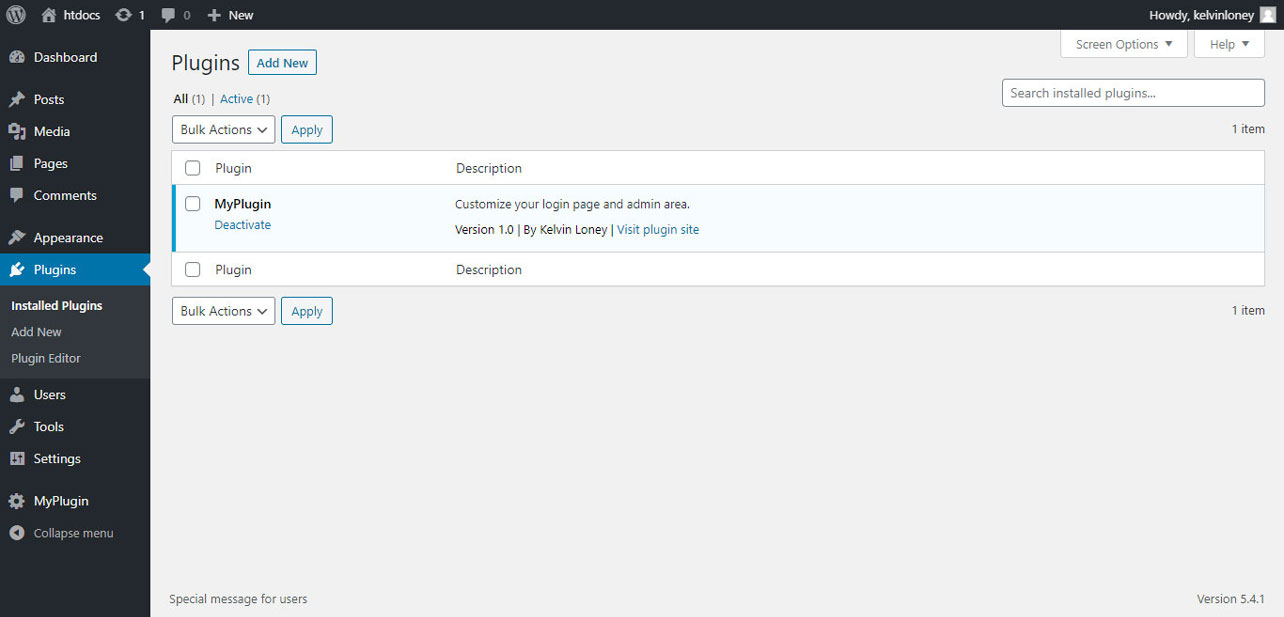 htdocs 1 0 New
Howdy, kelvinloney
Dashboard
Posts
Media
Pages
Comments
Appearance
Plugins
Installed Plugins
Add New
Plugin Editor
Users
Tools
Settings
MyPlugin
Collapse menu
Screen Options Help
Plugins Add New
All (1) | Active (1)
Search installed plugins...
Bulk Actions Apply
1 item
Plugin Description
MyPlugin Customize your login page and admin area.
Deactivate Version 1.0 | By Kelvin Loney | Visit plugin site
Plugin Description
Bulk Actions Apply
1 item
Special message for users
Version 5.4.1